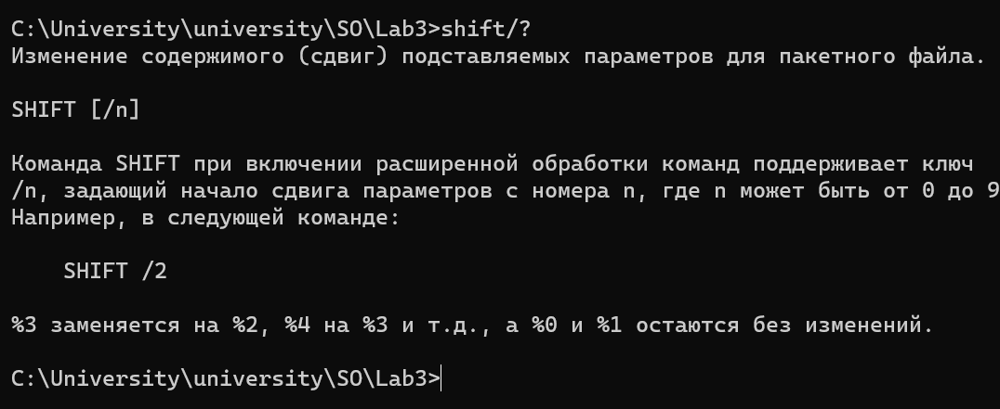 C:\University\university\SO\Lab3>shift/?
Изменение содержимого (сдвиг) подставляемых параметров для пакетного файла.
SHIFT [/n]
Команда SHIFT при включении расширенной обработки команд поддерживает ключ
/n, задающий начало сдвига параметров с номера n, где n может быть от 0 до 9
Например, в следующей команде:
SHIFT /2
%3 заменяется на %2, %4 на %3 и т.д., а %0 и %1 остаются без изменений.
C:\University\university\SO\Lab3>